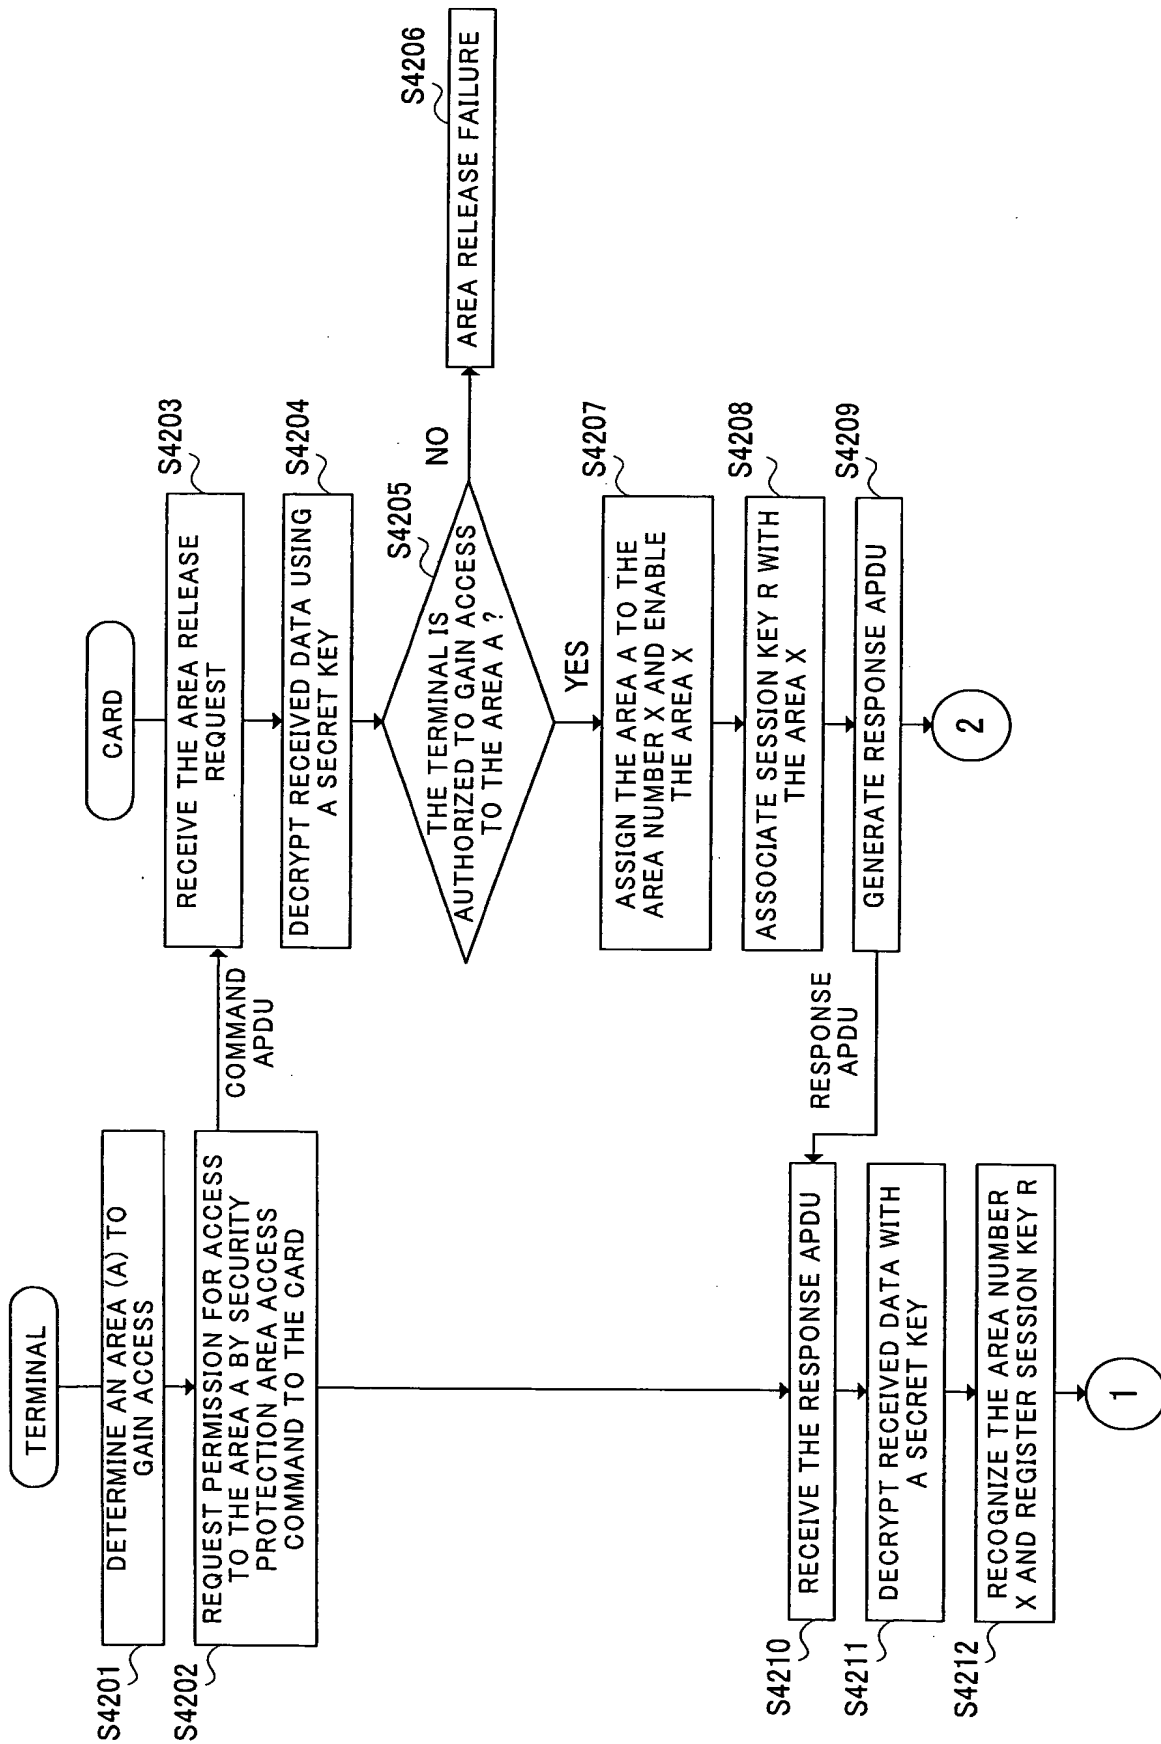 TERMINAL
DETERMINE AN AREA (A) TO
GAIN ACCESS
S4201
REQUEST PERMISSION FOR ACCESS
TO THE AREA A BY SECURITY
PROTECTION AREA ACCESS
COMMAND TO THE CARD
S4202
COMMAND
APDU
CARD
RECEIVE THE AREA RELEASE
REQUEST
S4203
DECRYPT RECEIVED DATA USING
A SECRET KEY
S4204
THE TERMINAL IS
AUTHORIZED TO GAIN ACCESS
TO THE AREA A ?
S4205
NO
AREA RELEASE FAILURE
S4206
YES
ASSIGN THE AREA A TO THE
AREA NUMBER X AND ENABLE
THE AREA X
S4207
ASSOCIATE SESSION KEY R WITH
THE AREA X
S4208
GENERATE RESPONSE APDU
S4209
2
RESPONSE
APDU
RECEIVE THE RESPONSE APDU
S4210
DECRYPT RECEIVED DATA WITH
A SECRET KEY
S4211
RECOGNIZE THE AREA NUMBER
X AND REGISTER SESSION KEY R
S4212
1